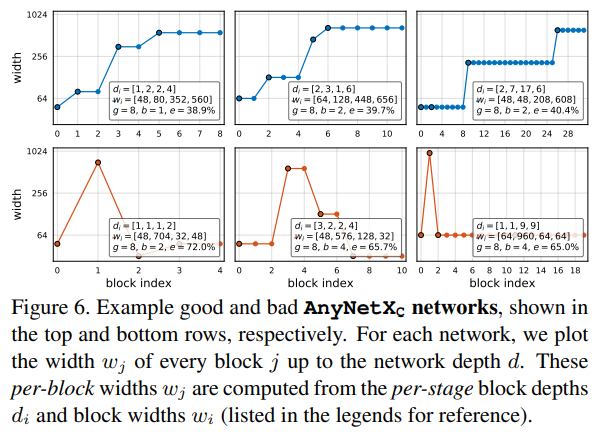 1024
256
64
width
d_i = [1, 2, 2, 4]
w_i = [48, 80, 352, 560]
g = 8, b = 1, e = 38.9%
0 1 2 3 4 5 6 7 8
d_i = [2, 3, 1, 6]
w_i = [64, 128, 448, 656]
g = 8, b = 2, e = 39.7%
0 2 4 6 8 10
d_i = [2, 7, 17, 6]
w_i = [48, 48, 208, 608]
g = 8, b = 2, e = 40.4%
0 4 8 12 16 20 24 28
1024
256
64
width
d_i = [1, 1, 1, 2]
w_i = [48, 704, 32, 48]
g = 8, b = 2, e = 72.0%
0 1 2 3 4
block index
d_i = [3, 2, 2, 4]
w_i = [48, 576, 128, 32]
g = 8, b = 4, e = 65.7%
0 2 4 6 8 10
block index
d_i = [1, 1, 9, 9]
w_i = [64, 960, 64, 64]
g = 8, b = 4, e = 65.0%
0 2 4 6 8 10 12 14 16 18
block index
Figure 6. Example good and bad AnyNetX_C networks, shown in
the top and bottom rows, respectively. For each network, we plot
the width w_j of every block j up to the network depth d. These
per-block widths w_j are computed from the per-stage block depths
d_i and block widths w_i (listed in the legends for reference).